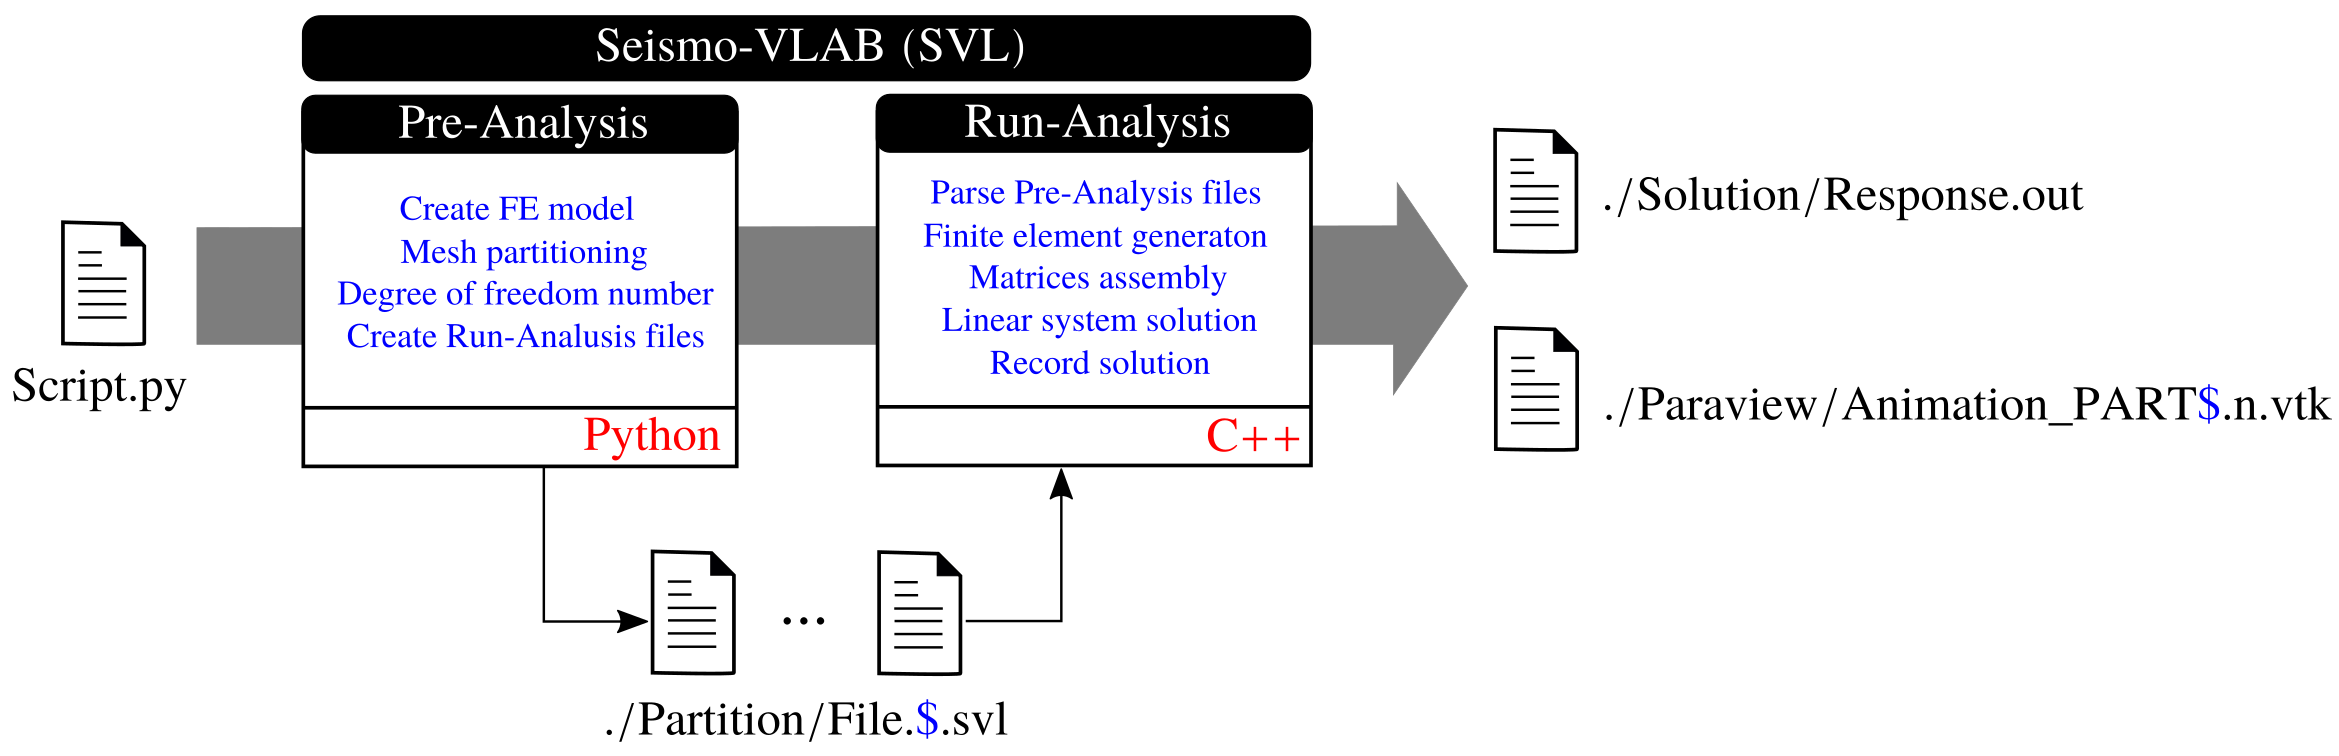 Seismo-VLAB (SVL)
Pre-Analysis
Create FE model
Mesh partitioning
Degree of freedom number
Create Run-Analusis files
Python
Run-Analysis
Parse Pre-Analysis files
Finite element generaton
Matrices assembly
Linear system solution
Record solution
C++
Script.py
./Solution/Response.out
./Paraview/Animation_PART$.n.vtk
...
./Partition/File.$.svl